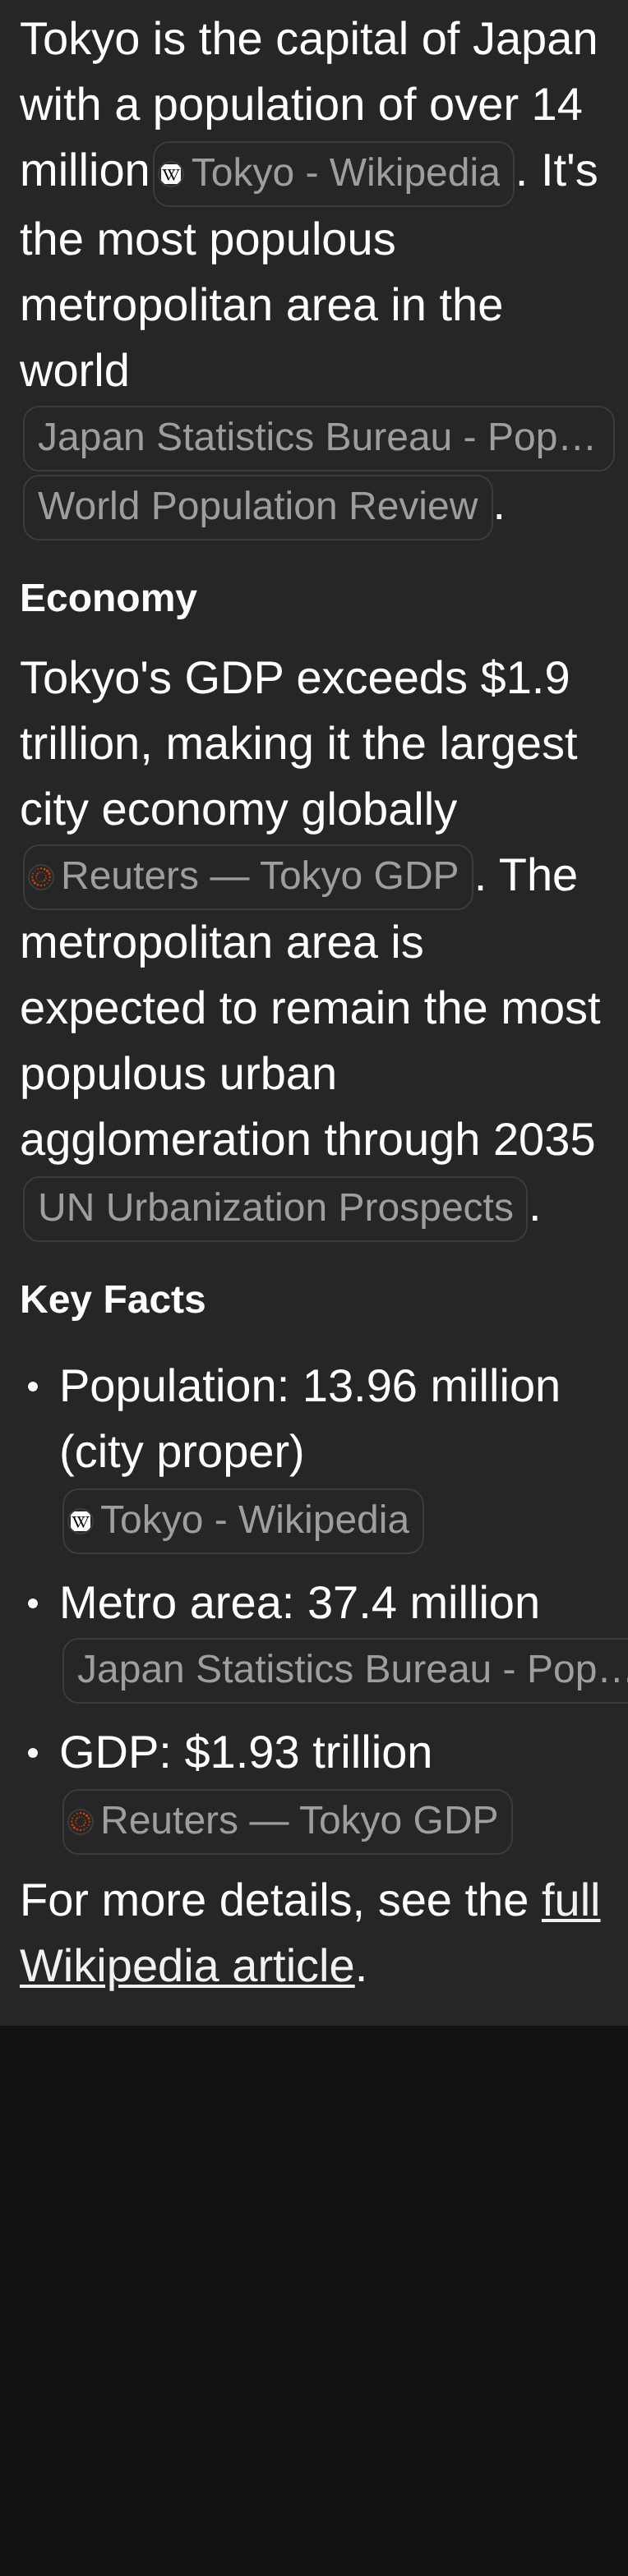 Tokyo is the capital of Japan
with a population of over 14
million W Tokyo - Wikipedia . It's
the most populous
metropolitan area in the
world
Japan Statistics Bureau - Pop…
World Population Review .
Economy
Tokyo's GDP exceeds $1.9
trillion, making it the largest
city economy globally
Reuters — Tokyo GDP . The
metropolitan area is
expected to remain the most
populous urban
agglomeration through 2035
UN Urbanization Prospects .
Key Facts
• Population: 13.96 million
(city proper)
W Tokyo - Wikipedia
• Metro area: 37.4 million
Japan Statistics Bureau - Pop…
• GDP: $1.93 trillion
Reuters — Tokyo GDP
For more details, see the full
Wikipedia article.